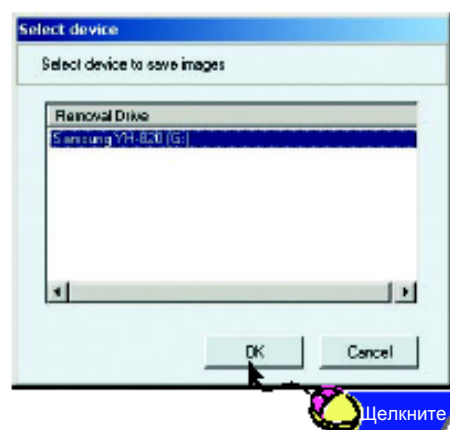 Select device
Select device to save images
Removal Drive
Samsung YH-820 (G:)
OK
Cancel
Щелкните